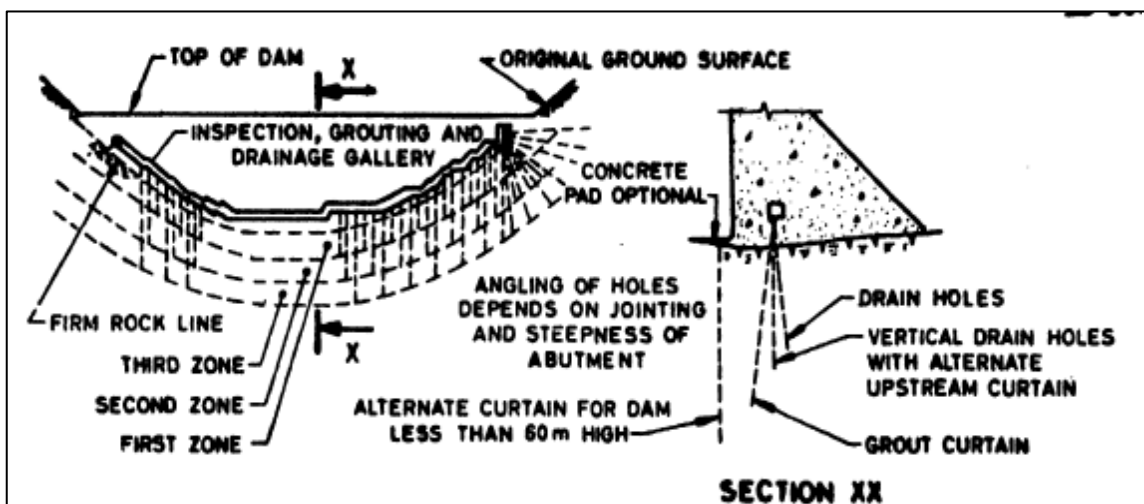 TOP OF DAM
X
ORIGINAL GROUND SURFACE
INSPECTION, GROUTING AND
DRAINAGE GALLERY
CONCRETE
PAD OPTIONAL
FIRM ROCK LINE
THIRD ZONE
SECOND ZONE
FIRST ZONE
X
ANGLING OF HOLES
DEPENDS ON JOINTING
AND STEEPNESS OF
ABUTMENT
ALTERNATE CURTAIN FOR DAM
LESS THAN 60m HIGH
DRAIN HOLES
VERTICAL DRAIN HOLES
WITH ALTERNATE
UPSTREAM CURTAIN
GROUT CURTAIN
SECTION XX